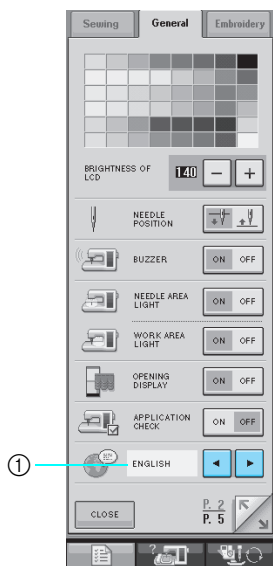 Sewing General Embroidery
BRIGHTNESS OF
LCD
140 − +
NEEDLE
POSITION
BUZZER
ON OFF
NEEDLE AREA
LIGHT
ON OFF
WORK AREA
LIGHT
ON OFF
OPENING
DISPLAY
ON OFF
APPLICATION
CHECK
ON OFF
① ENGLISH
CLOSE
P. 2
P. 5
?